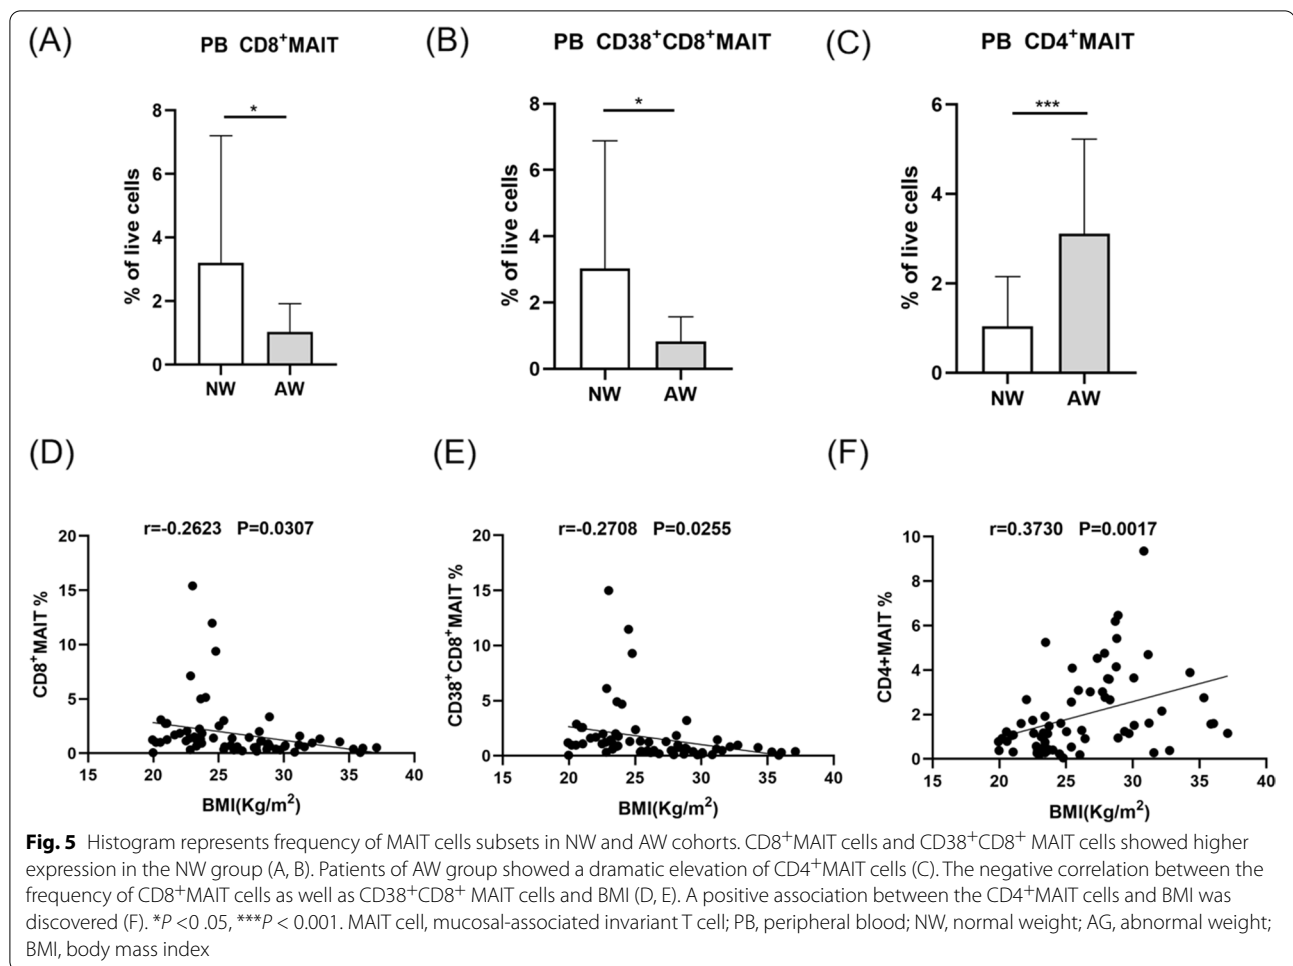 (A)
PB CD8+MAIT
*
8
6
4
2
0
% of live cells
NW AW
(B)
PB CD38+CD8+MAIT
*
8
6
4
2
0
% of live cells
NW AW
(C)
PB CD4+MAIT
***
6
4
2
0
% of live cells
NW AW
(D)
r=-0.2623 P=0.0307
20
15
10
5
0
CD8+MAIT %
15 20 25 30 35 40
BMI(Kg/m2)
(E)
r=-0.2708 P=0.0255
20
15
10
5
0
CD38+CD8+MAIT %
15 20 25 30 35 40
BMI(Kg/m2)
(F)
r=0.3730 P=0.0017
10
8
6
4
2
0
CD4+MAIT %
15 20 25 30 35 40
BMI(Kg/m2)
Fig. 5 Histogram represents frequency of MAIT cells subsets in NW and AW cohorts. CD8+MAIT cells and CD38+CD8+ MAIT cells showed higher
expression in the NW group (A, B). Patients of AW group showed a dramatic elevation of CD4+MAIT cells (C). The negative correlation between the
frequency of CD8+MAIT cells as well as CD38+CD8+ MAIT cells and BMI (D, E). A positive association between the CD4+MAIT cells and BMI was
discovered (F). *P <0 .05, ***P < 0.001. MAIT cell, mucosal-associated invariant T cell; PB, peripheral blood; NW, normal weight; AG, abnormal weight;
BMI, body mass index